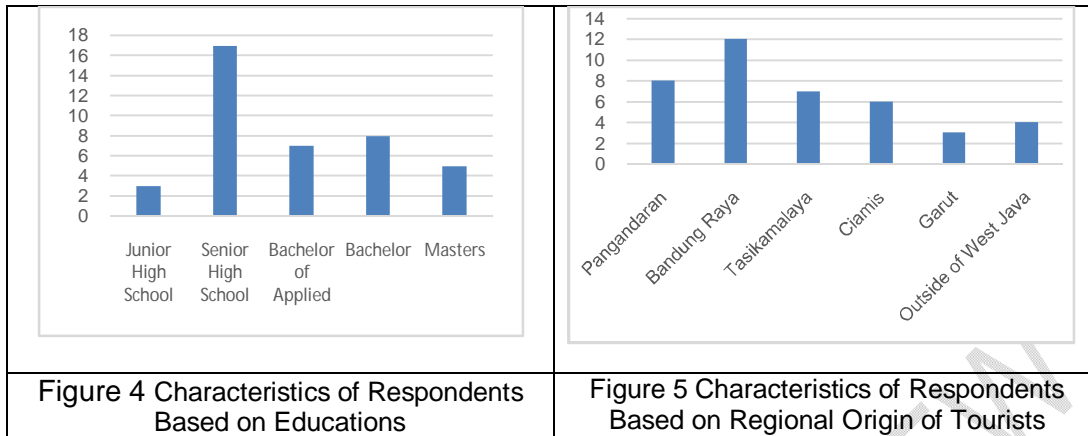 18
16
14
12
10
8
6
4
2
0
Junior
High
School
Senior
High
School
Bachelor
of
Applied
Bachelor
Masters
14
12
10
8
6
4
2
0
Pangandaran
Bandung Raya
Tasikamalaya
Ciamis
Garut
Outside of West Java
Figure 4 Characteristics of Respondents
Based on Educations
Figure 5 Characteristics of Respondents
Based on Regional Origin of Tourists